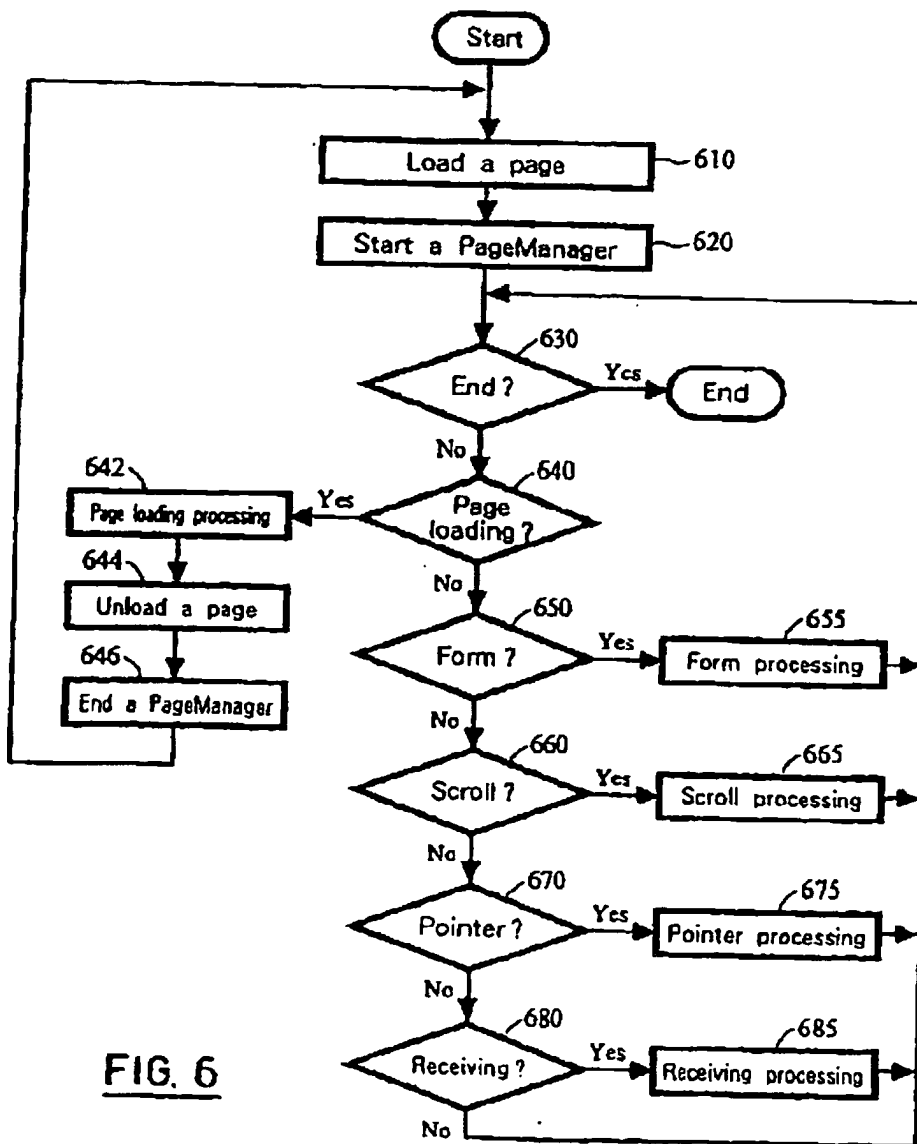 Start
Load a page
610
Start a PageManager
620
630
End ?
Yes
End
No
640
Page
loading ?
Yes
642
Page loading processing
644
Unload a page
646
End a PageManager
No
650
Form ?
Yes
655
Form processing
No
660
Scroll ?
Yes
665
Scroll processing
No
670
Pointer ?
Yes
675
Pointer processing
No
680
Receiving ?
Yes
685
Receiving processing
No
FIG. 6